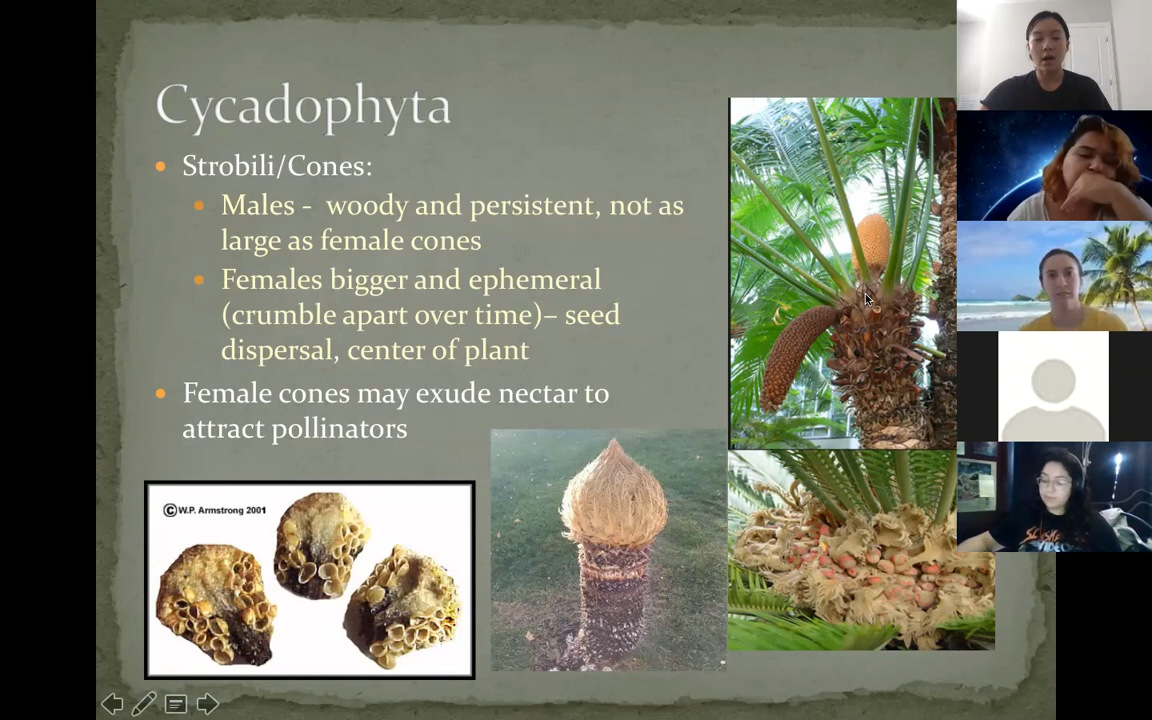 Cycadophyta
Strobili/Cones:
Males - woody and persistent, not as
large as female cones
Females bigger and ephemeral
(crumble apart over time)– seed
dispersal, center of plant
Female cones may exude nectar to
attract pollinators
©W.P. Armstrong 2001